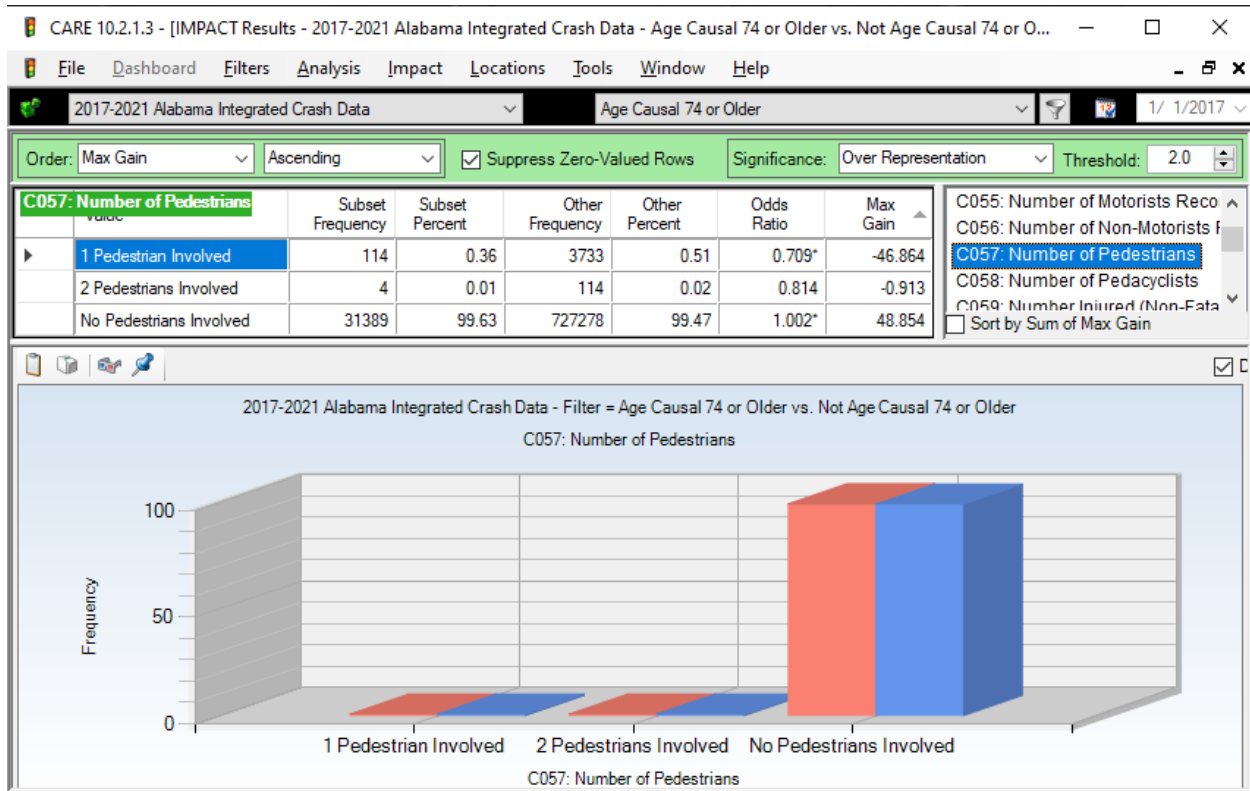 CARE 10.2.1.3 - [IMPACT Results - 2017-2021 Alabama Integrated Crash Data - Age Causal 74 or Older vs. Not Age Causal 74 or O...
File Dashboard Filters Analysis Impact Locations Tools Window Help
2017-2021 Alabama Integrated Crash Data Age Causal 74 or Older 1/ 1/2017
Order: Max Gain Ascending Suppress Zero-Valued Rows Significance: Over Representation Threshold: 2.0
C057: Number of Pedestrians Subset Frequency Subset Percent Other Frequency Other Percent Odds Ratio Max Gain
1 Pedestrian Involved 114 0.36 3733 0.51 0.709* -46.864
2 Pedestrians Involved 4 0.01 114 0.02 0.814 -0.913
No Pedestrians Involved 31389 99.63 727278 99.47 1.002* 48.854
C055: Number of Motorists Reco
C056: Number of Non-Motorists
C057: Number of Pedestrians
C058: Number of Pedacyclists
C059: Number Injured (Non-Fata
Sort by Sum of Max Gain
2017-2021 Alabama Integrated Crash Data - Filter = Age Causal 74 or Older vs. Not Age Causal 74 or Older
C057: Number of Pedestrians
Frequency
100
50
0
1 Pedestrian Involved 2 Pedestrians Involved No Pedestrians Involved
C057: Number of Pedestrians